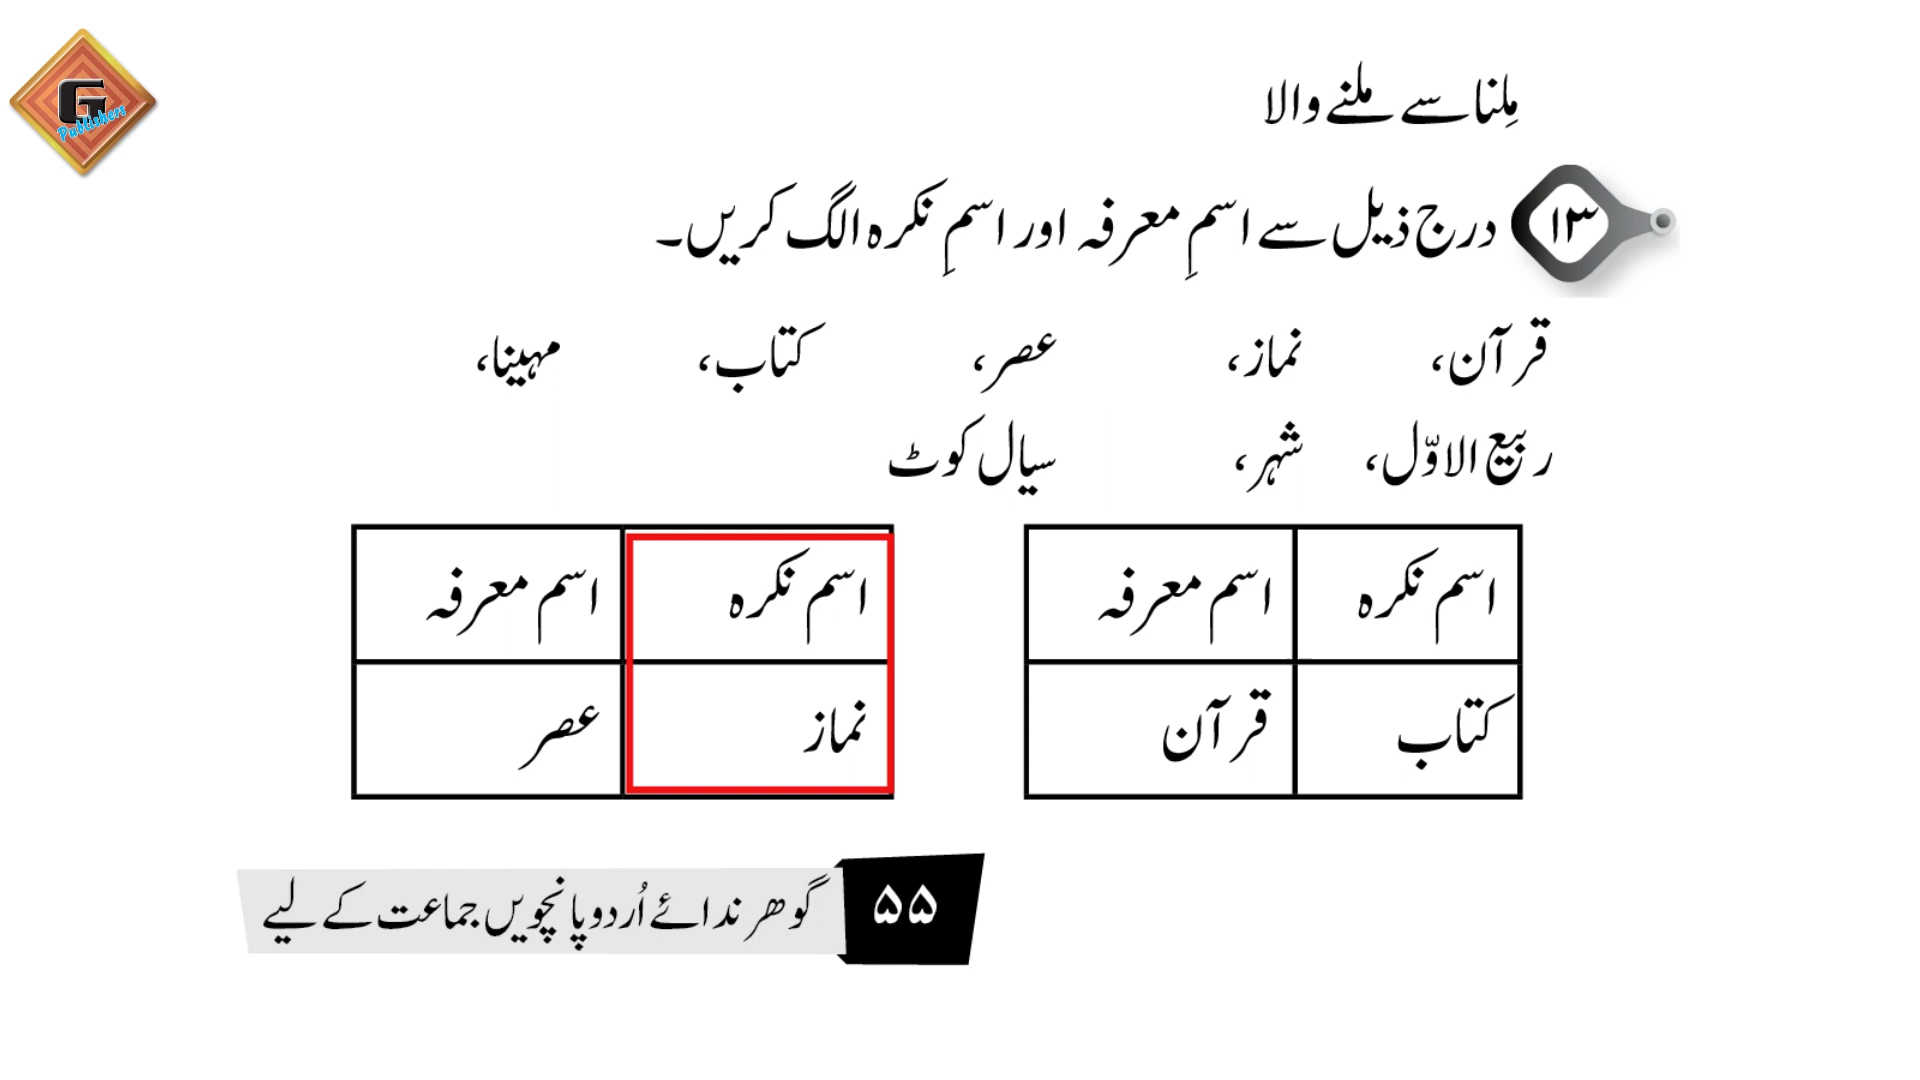 G
Publishers
مِلنا سے ملنے والا
۱۳ درج ذیل سے اسمِ معرفہ اور اسمِ نکرہ الگ کریں۔
قرآن، نماز، عصر، کتاب، مہینا،
ربیع الاوّل، شہر، سیال کوٹ
اسم نکرہ اسم معرفہ اسم نکرہ اسم معرفہ
کتاب قرآن نماز عصر
۵۵ گوھر ندائے اُردو پانچویں جماعت کے لیے